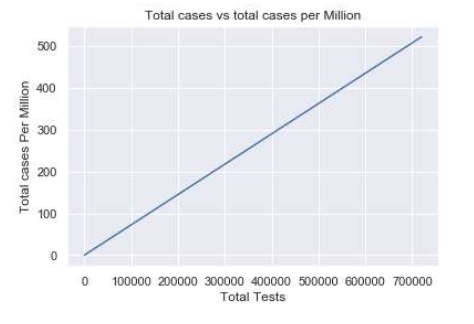 Total cases vs total cases per Million
Total cases Per Million
500
400
300
200
100
0
0 100000 200000 300000 400000 500000 600000 700000
Total Tests